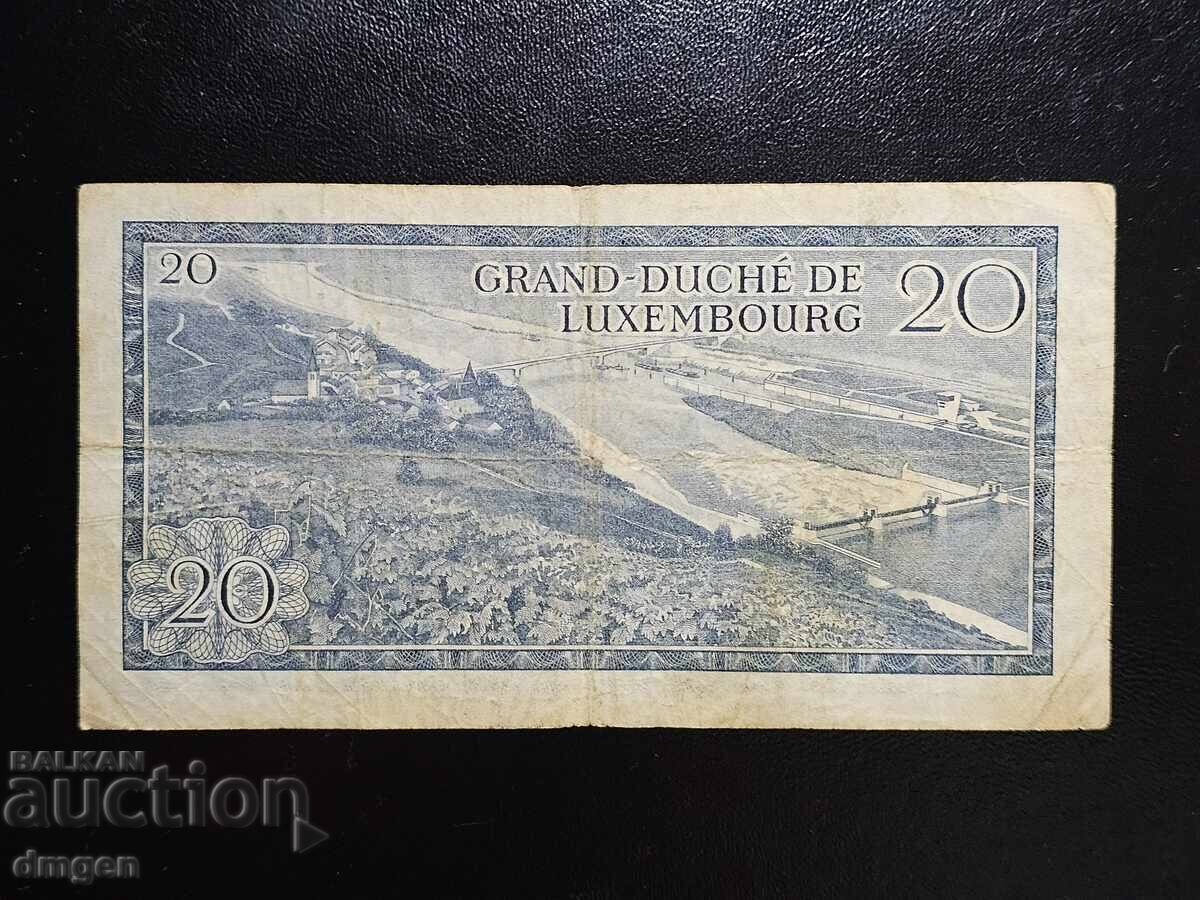 20
GRAND-DUCHÉ DE
LUXEMBOURG
20
20
BALKAN
auction
dmgen